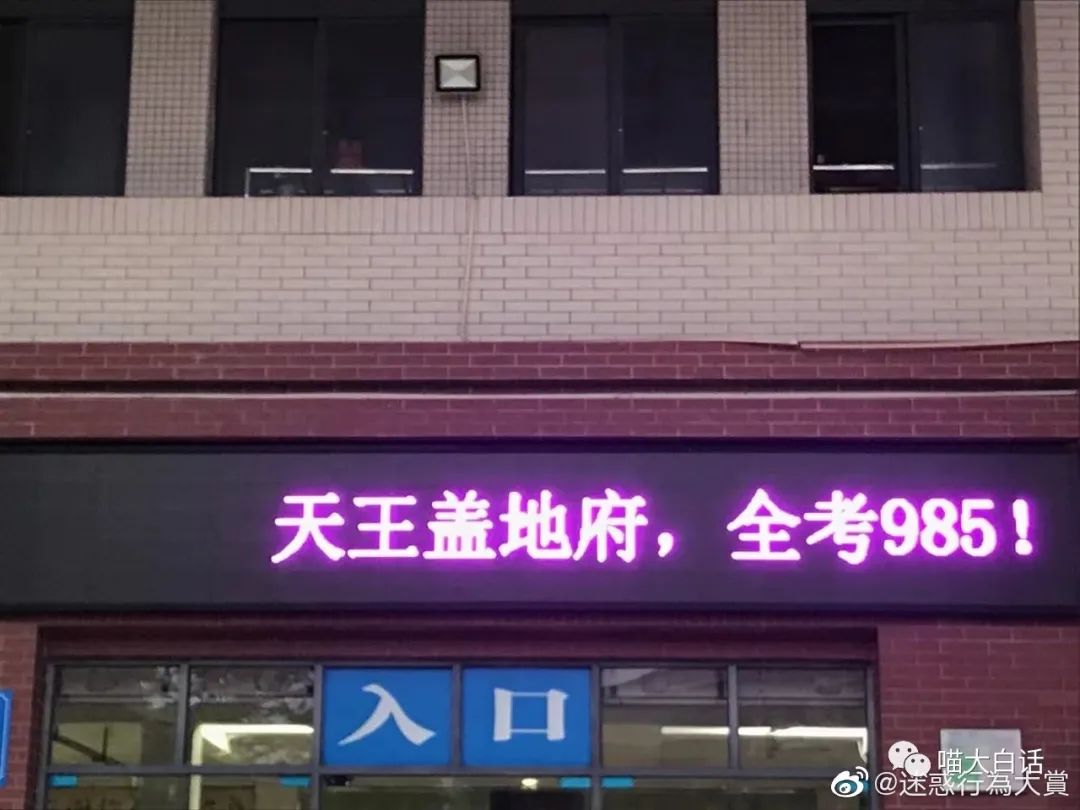 天王盖地府，全考985！
入口
喵大白话
@迷惑行為大賞